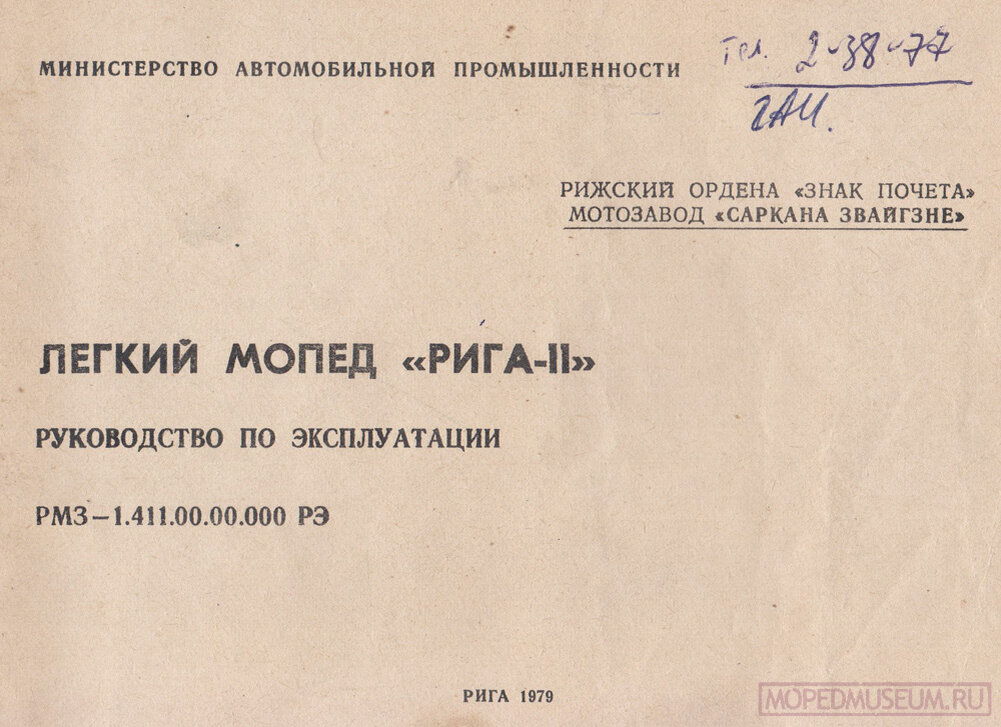 Тел. 2-38-77
ГАИ.
МИНИСТЕРСТВО АВТОМОБИЛЬНОЙ ПРОМЫШЛЕННОСТИ
РИЖСКИЙ ОРДЕНА «ЗНАК ПОЧЕТА»
МОТОЗАВОД «САРКАНА ЗВАЙГЗНЕ»
ЛЕГКИЙ МОПЕД «РИГА-11»
РУКОВОДСТВО ПО ЭКСПЛУАТАЦИИ
РМЗ—1.411.00.00.000 РЭ
РИГА 1979
MOPEDMUSEUM.RU